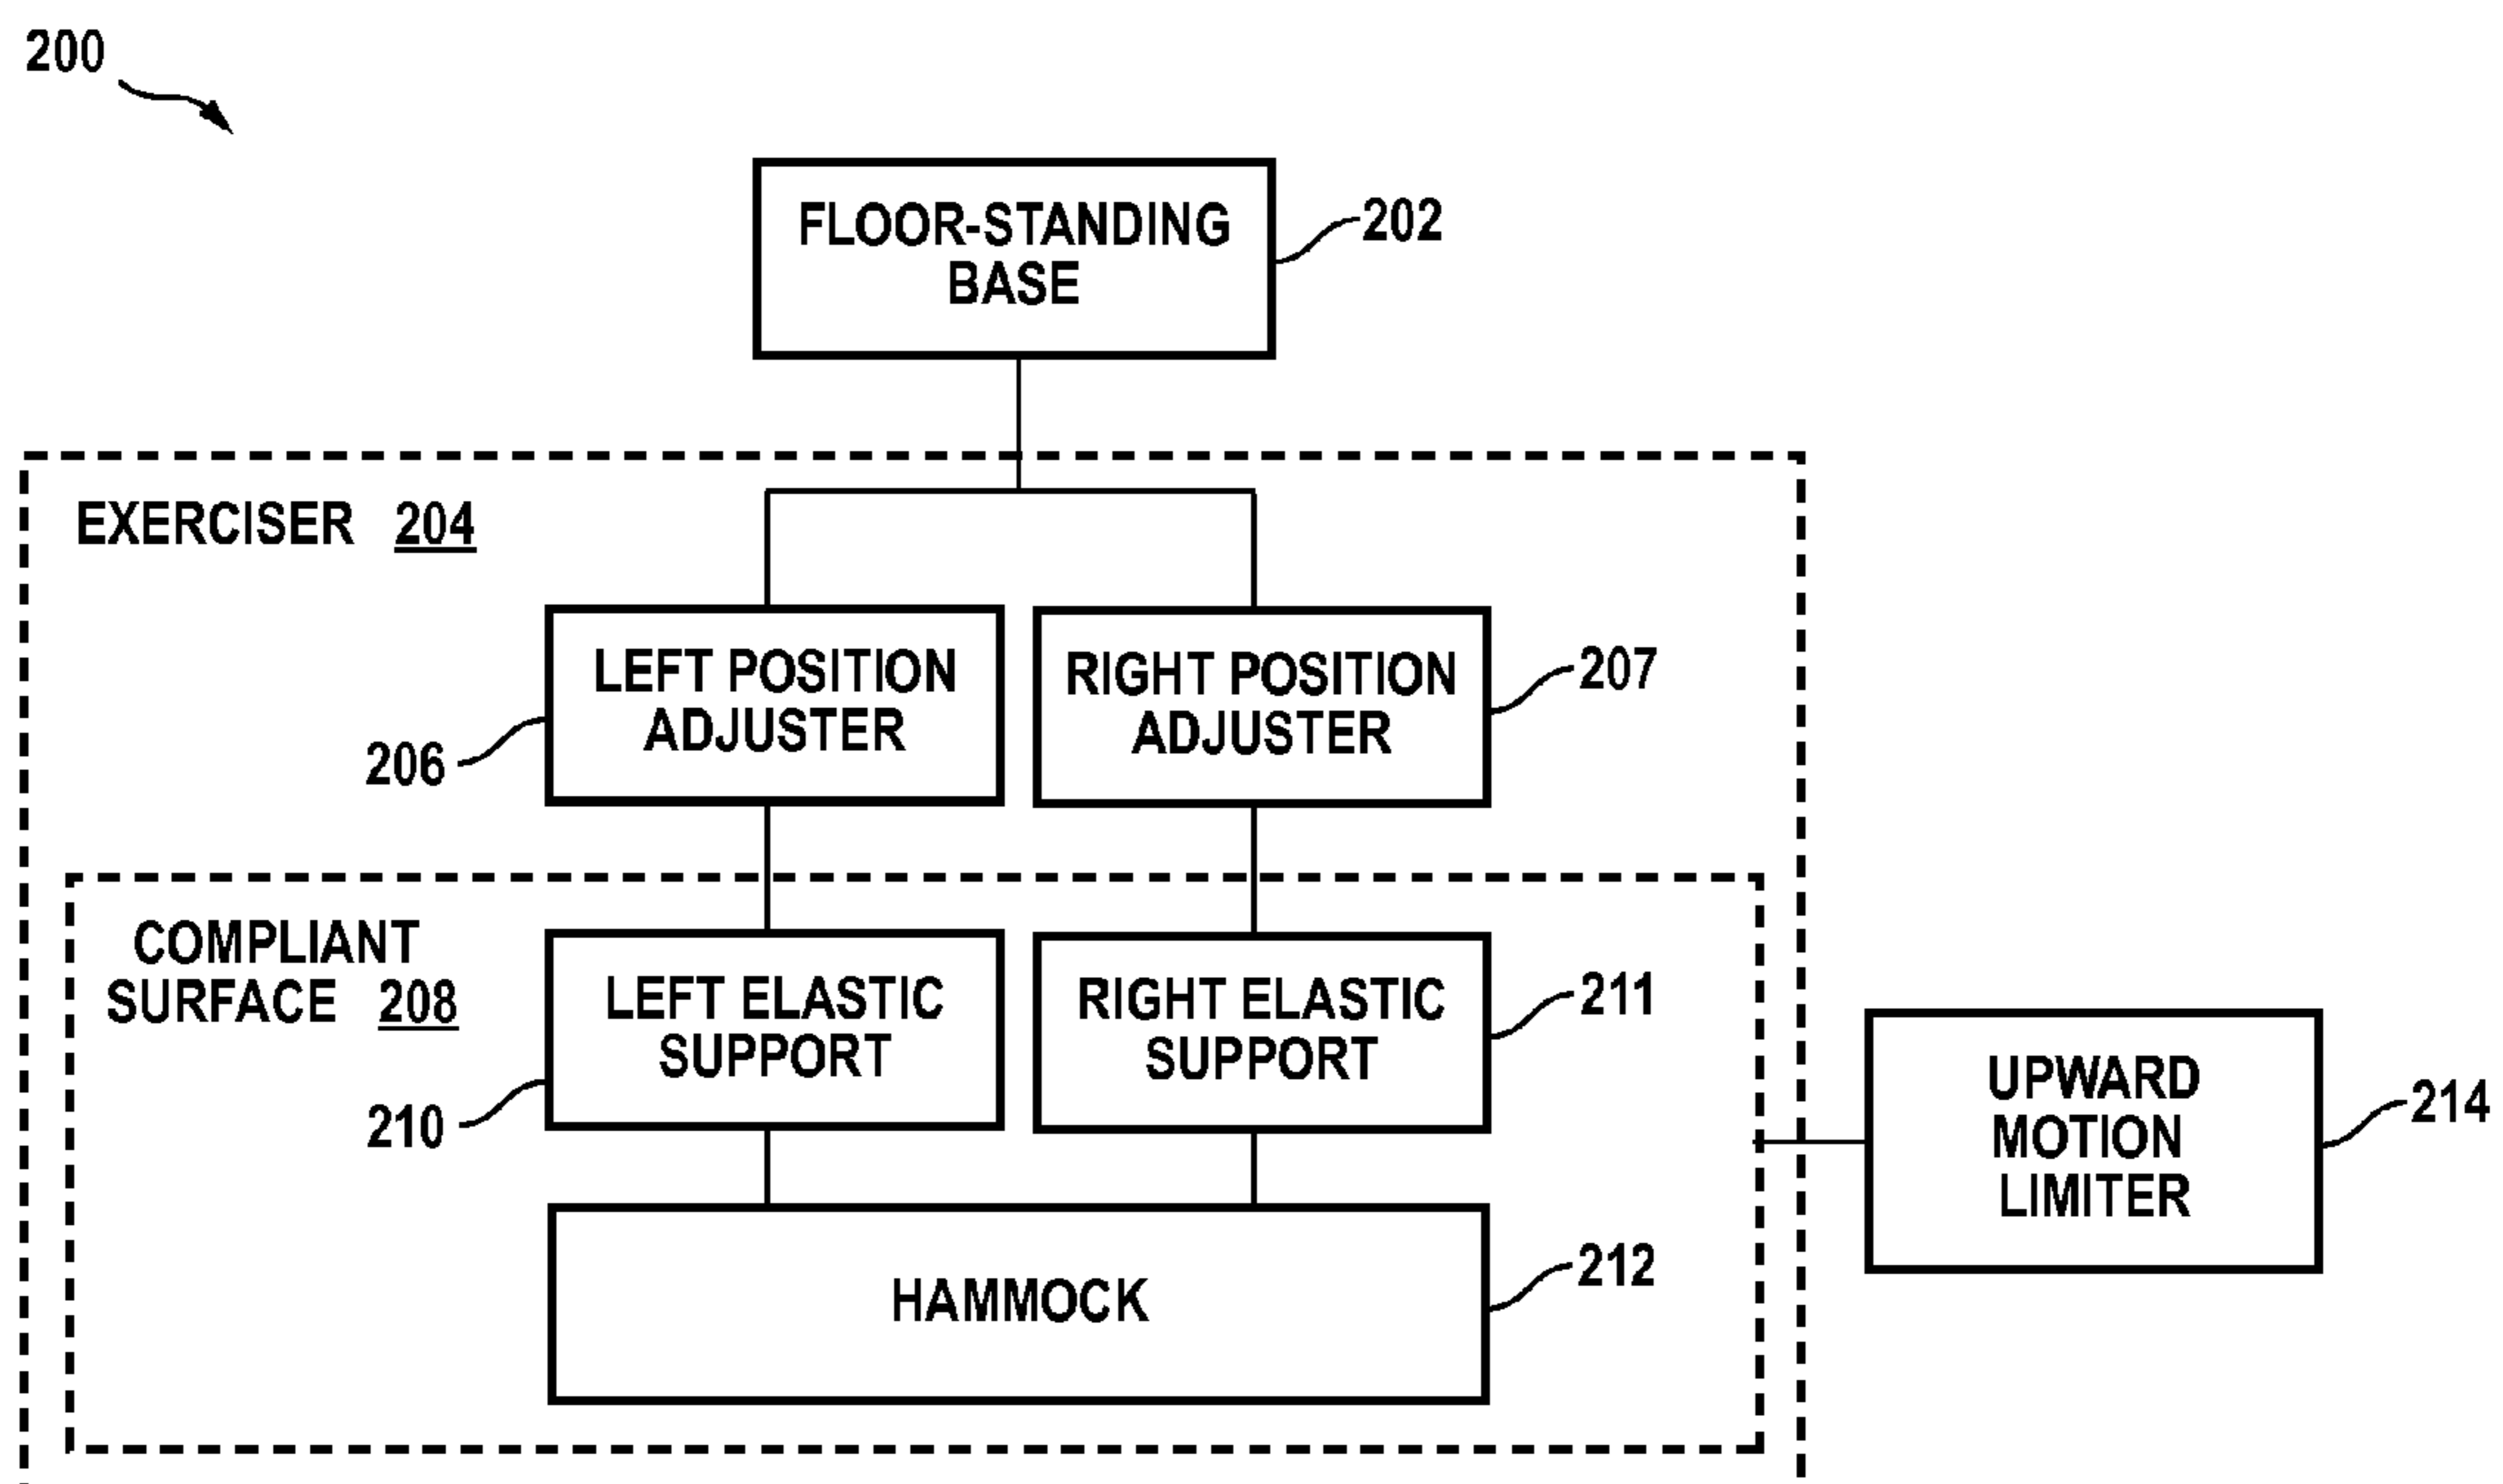 200
FLOOR-STANDING
BASE
202
EXERCISER 204
LEFT POSITION
ADJUSTER
206
RIGHT POSITION
ADJUSTER
207
COMPLIANT
SURFACE 208
LEFT ELASTIC
SUPPORT
210
RIGHT ELASTIC
SUPPORT
211
UPWARD
MOTION
LIMITER
214
HAMMOCK
212